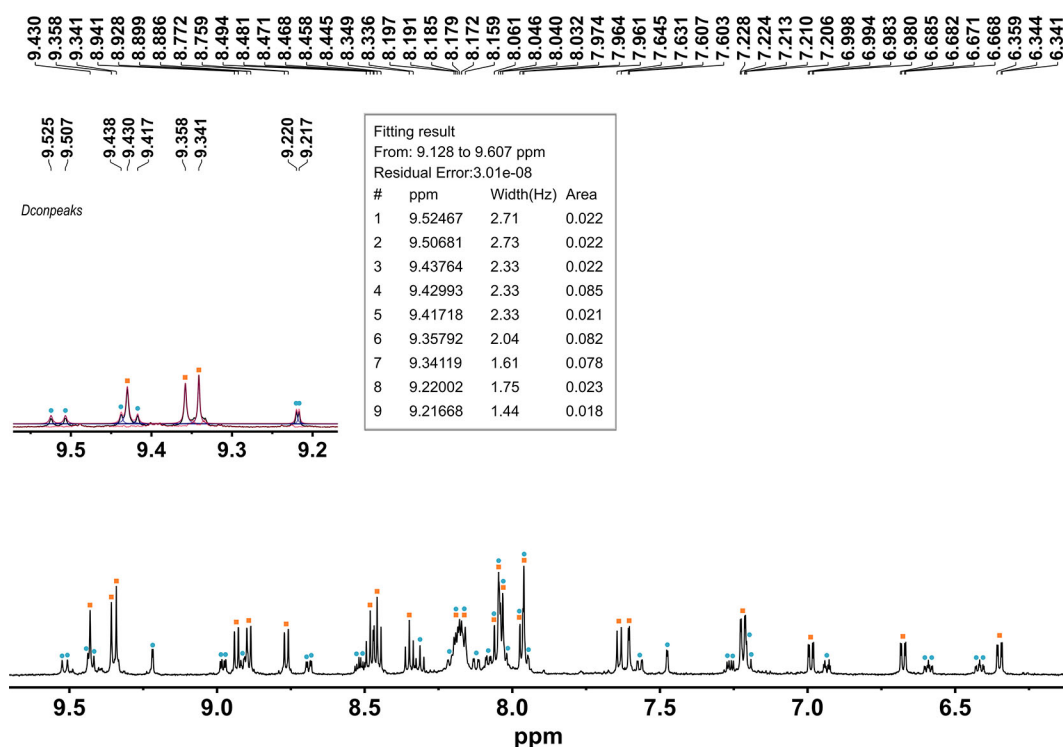 9.430 9.358 9.341 8.941 8.928 8.899 8.886 8.772 8.759 8.494 8.481 8.471 8.468 8.458 8.445 8.349 8.336 8.197 8.191 8.185 8.179 8.172 8.159 8.061 8.046 8.040 8.032 7.974 7.964 7.961 7.645 7.631 7.607 7.603 7.228 7.224 7.213 7.210 7.206 6.998 6.994 6.983 6.980 6.685 6.682 6.671 6.668 6.359 6.344 6.341
9.525 9.507 9.438 9.430 9.417 9.358 9.341 9.220 9.217
Dconpeaks
Fitting result
From: 9.128 to 9.607 ppm
Residual Error:3.01e-08
# ppm Width(Hz) Area
1 9.52467 2.71 0.022
2 9.50681 2.73 0.022
3 9.43764 2.33 0.022
4 9.42993 2.33 0.085
5 9.41718 2.33 0.021
6 9.35792 2.04 0.082
7 9.34119 1.61 0.078
8 9.22002 1.75 0.023
9 9.21668 1.44 0.018
9.5 9.4 9.3 9.2
9.5 9.0 8.5 8.0 7.5 7.0 6.5
ppm